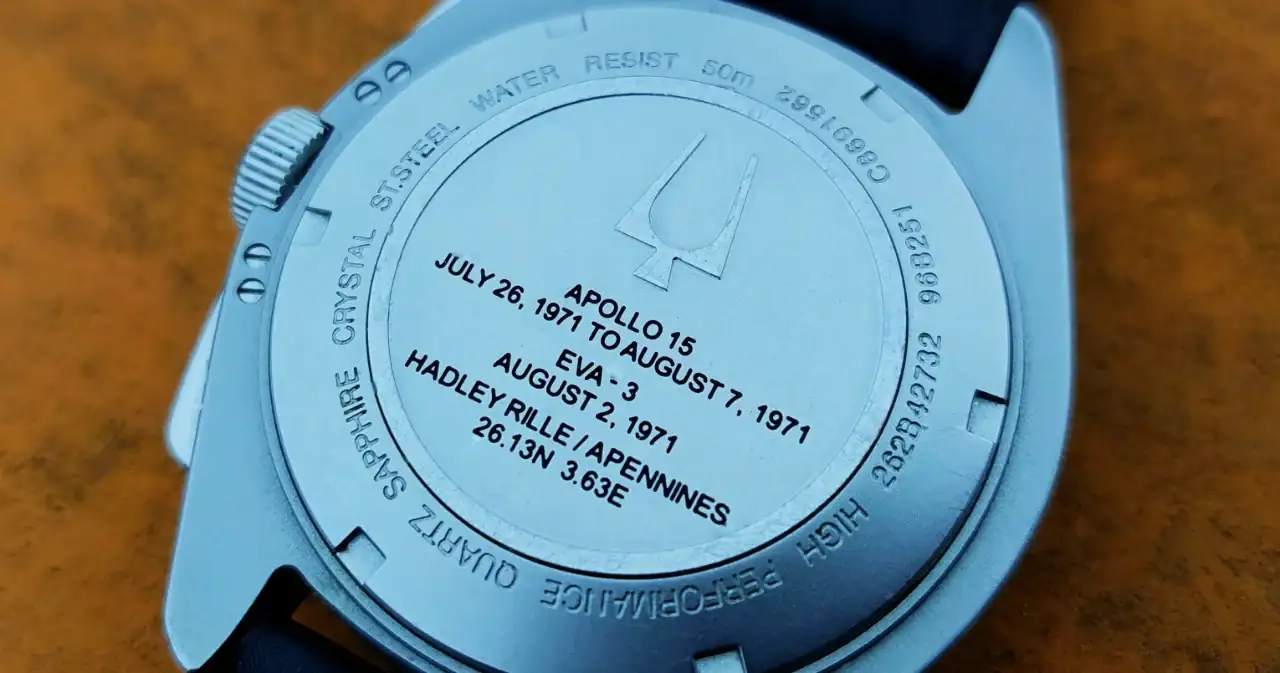 APOLLO 15
JULY 26, 1971 TO AUGUST 7, 1971
EVA - 3
AUGUST 2, 1971
HADLEY RILLE / APENNINES
26.13N 3.63E
HIGH PERFORMANCE QUARTZ SAPPHIRE CRYSTAL ST.STEEL WATER RESIST 50m C8691562 96B251 262B42732